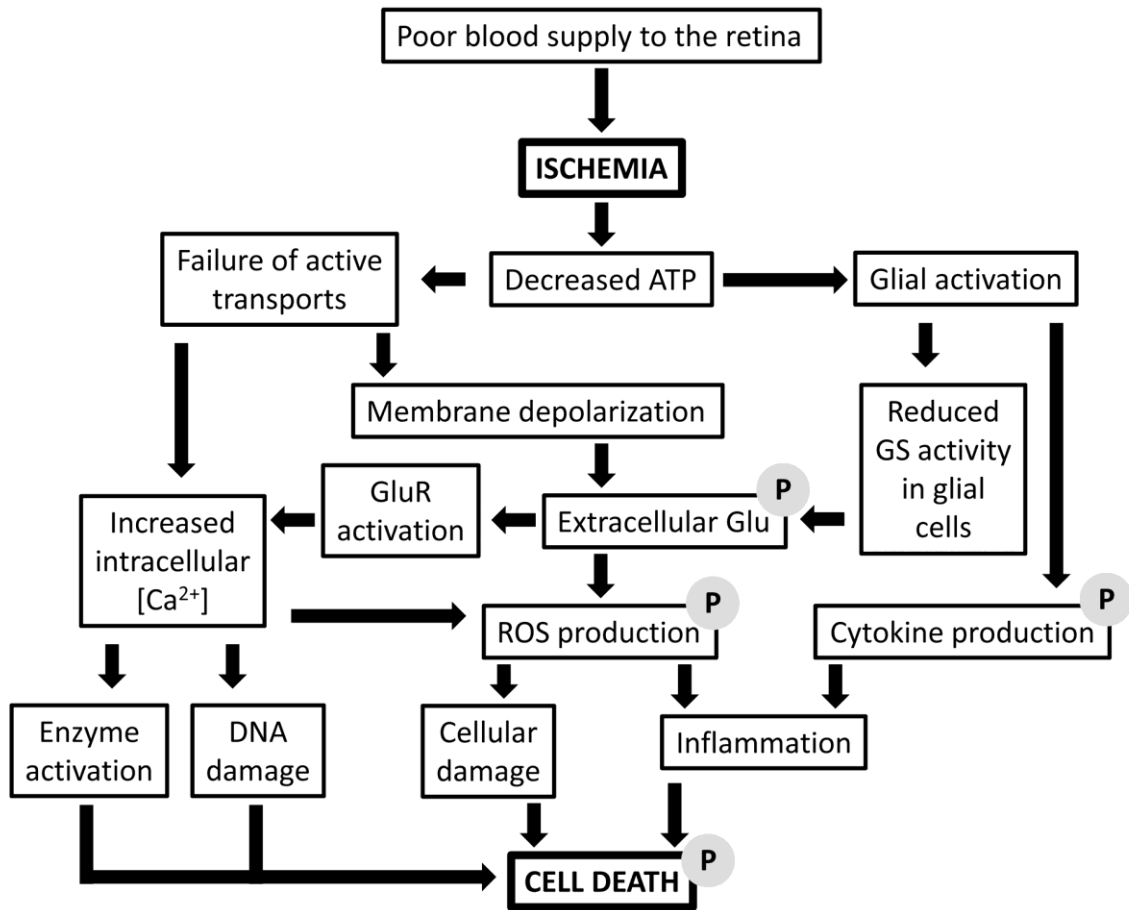 Poor blood supply to the retina
ISCHEMIA
Failure of active
transports
Decreased ATP
Glial activation
Membrane depolarization
Reduced
GS activity
in glial
cells
GluR
activation
Extracellular Glu
P
Increased
intracellular
[Ca²⁺]
ROS production
P
Cytokine production
P
Enzyme
activation
DNA
damage
Cellular
damage
Inflammation
CELL DEATH
P